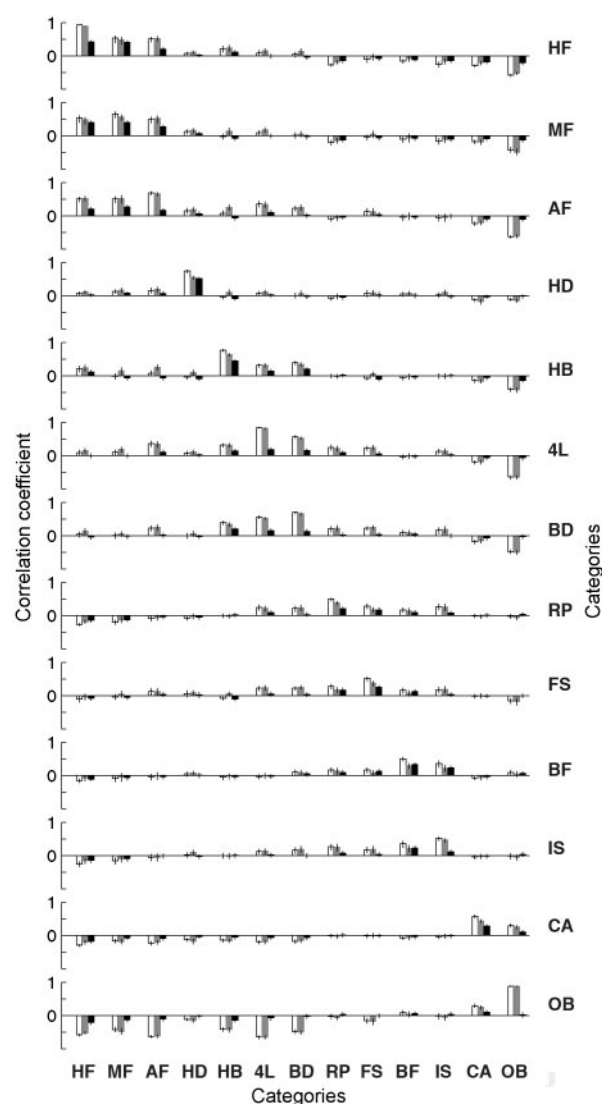 1
0
HF
1
0
MF
1
0
AF
1
0
HD
1
0
HB
1
0
4L
1
0
BD
1
0
RP
1
0
FS
1
0
BF
1
0
IS
1
0
CA
1
0
OB
Correlation coefficient
Categories
HF MF AF HD HB 4L BD RP FS BF IS CA OB
Categories